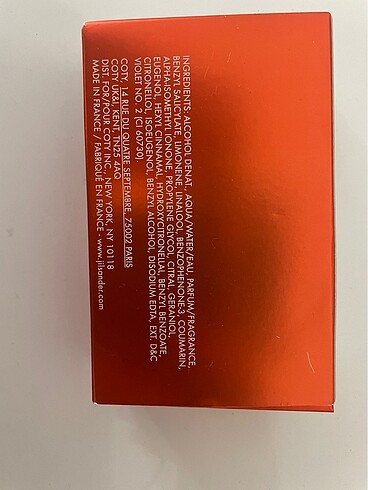 INGREDIENTS: ALCOHOL DENAT., AQUA/WATER/EAU, PARFUM/FRAGRANCE,
BENZYL SALICYLATE, LIMONENE, LINALOOL, BENZOPHENONE-3, COUMARIN,
ALPHA-ISOMETHYL IONONE, PROPYLENE GLYCOL, CITRAL, GERANIOL,
EUGENOL, HEXYL CINNAMAL, HYDROXYCITRONELLAL, BENZYL BENZOATE,
CITRONELLOL, ISOEUGENOL, BENZYL ALCOHOL, DISODIUM EDTA, EXT. D&C
VIOLET NO. 2 (CI 60730).
COTY, 14 RUE DU QUATRE SEPTEMBRE, 75002 PARIS
COTY UK&I, KENT, TN25 4AQ
DIST. FOR/POUR COTY INC., NEW YORK, NY 10118
MADE IN FRANCE / FABRIQUÉ EN FRANCE - www.jilsander.com